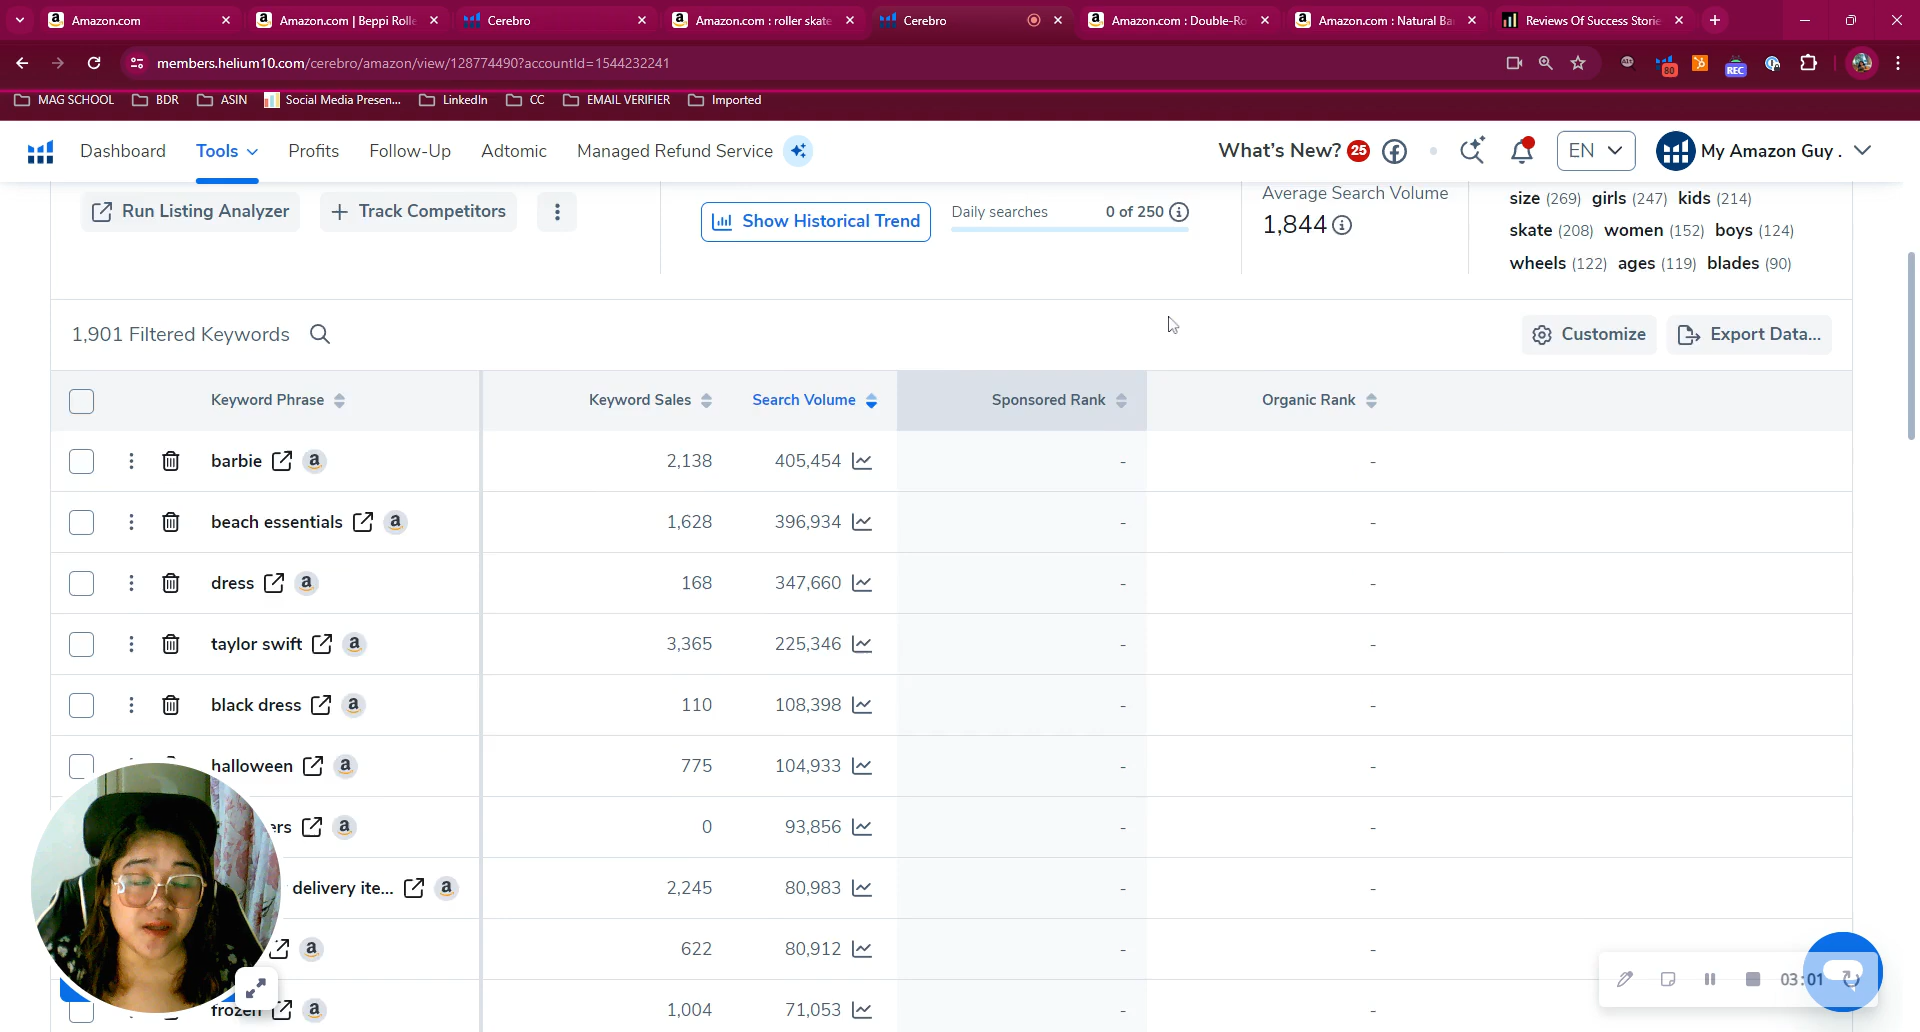 Amazon.com
Amazon.com | Beppi Rolle
Cerebro
Amazon.com : roller skate
Cerebro
Amazon.com : Double-Ro
Amazon.com : Natural Ba
Reviews Of Success Storie
members.helium10.com/cerebro/amazon/view/128774490?accountId=1544232241
80
REC
MAG SCHOOL
BDR
ASIN
Social Media Presen...
LinkedIn
CC
EMAIL VERIFIER
Imported
Dashboard
Tools
Profits
Follow-Up
Adtomic
Managed Refund Service
What's New? 25
EN
My Amazon Guy .
Run Listing Analyzer
+ Track Competitors
Show Historical Trend
Daily searches
0 of 250
Average Search Volume
1,844
size (269) girls (247) kids (214)
skate (208) women (152) boys (124)
wheels (122) ages (119) blades (90)
1,901 Filtered Keywords
Customize
Export Data...
Keyword Phrase
Keyword Sales
Search Volume
Sponsored Rank
Organic Rank
barbie 2,138 405,454 - -
beach essentials 1,628 396,934 - -
dress 168 347,660 - -
taylor swift 3,365 225,346 - -
black dress 110 108,398 - -
halloween 775 104,933 - -
ers 0 93,856 - -
delivery ite... 2,245 80,983 - -
622 80,912 - -
frozen 1,004 71,053 - -
03:01